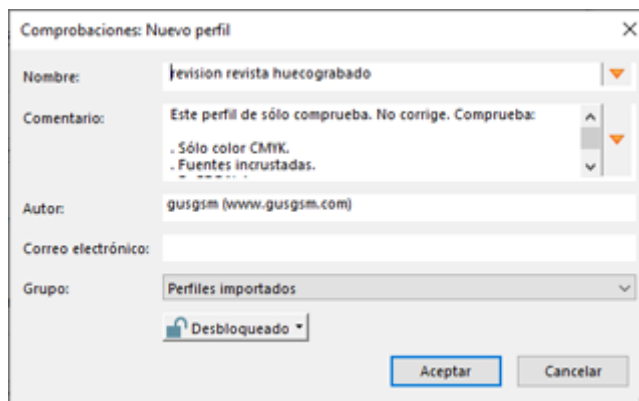 Comprobaciones: Nuevo perfil
Nombre: revision revista huecograbado
Comentario: Este perfil de sólo comprueba. No corrige. Comprueba:
. Sólo color CMYK.
. Fuentes incrustadas.
Autor: gusgsm (www.gusgsm.com)
Correo electrónico:
Grupo: Perfiles importados
Desbloqueado
Aceptar Cancelar